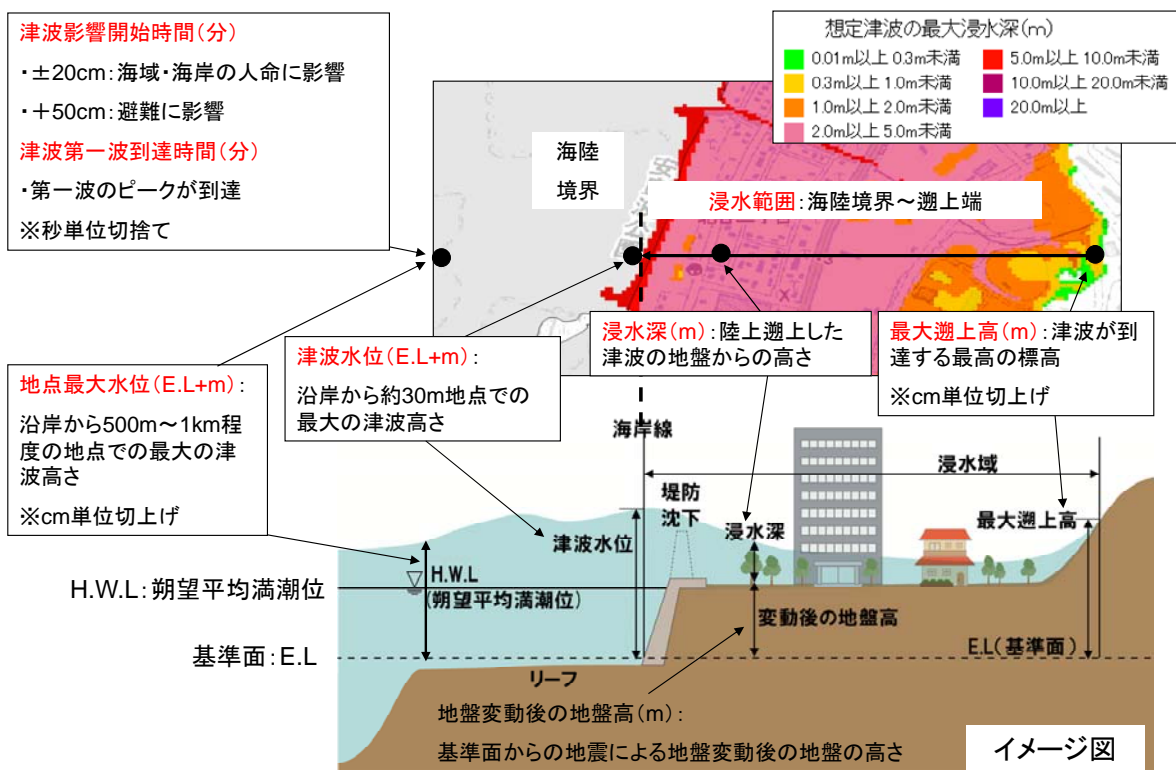 津波影響開始時間(分)
・±20cm:海域・海岸の人命に影響
・+50cm:避難に影響
津波第一波到達時間(分)
・第一波のピークが到達
※秒単位切捨て
想定津波の最大浸水深(m)
0.01m以上 0.3m未満
0.3m以上 1.0m未満
1.0m以上 2.0m未満
2.0m以上 5.0m未満
5.0m以上 10.0m未満
10.0m以上 20.0m未満
20.0m以上
海陸
境界
浸水範囲:海陸境界~遡上端
地点最大水位(E.L+m):
沿岸から500m~1km程
度の地点での最大の津
波高さ
※cm単位切上げ
津波水位(E.L+m):
沿岸から約30m地点での
最大の津波高さ
浸水深(m):陸上遡上した
津波の地盤からの高さ
最大遡上高(m):津波が到
達する最高の標高
※cm単位切上げ
海岸線
浸水域
堤防
沈下
津波水位
浸水深
最大遡上高
H.W.L:朔望平均満潮位
H.W.L
(朔望平均満潮位)
変動後の地盤高
基準面:E.L
E.L(基準面)
リーフ
地盤変動後の地盤高(m):
基準面からの地震による地盤変動後の地盤の高さ
イメージ図